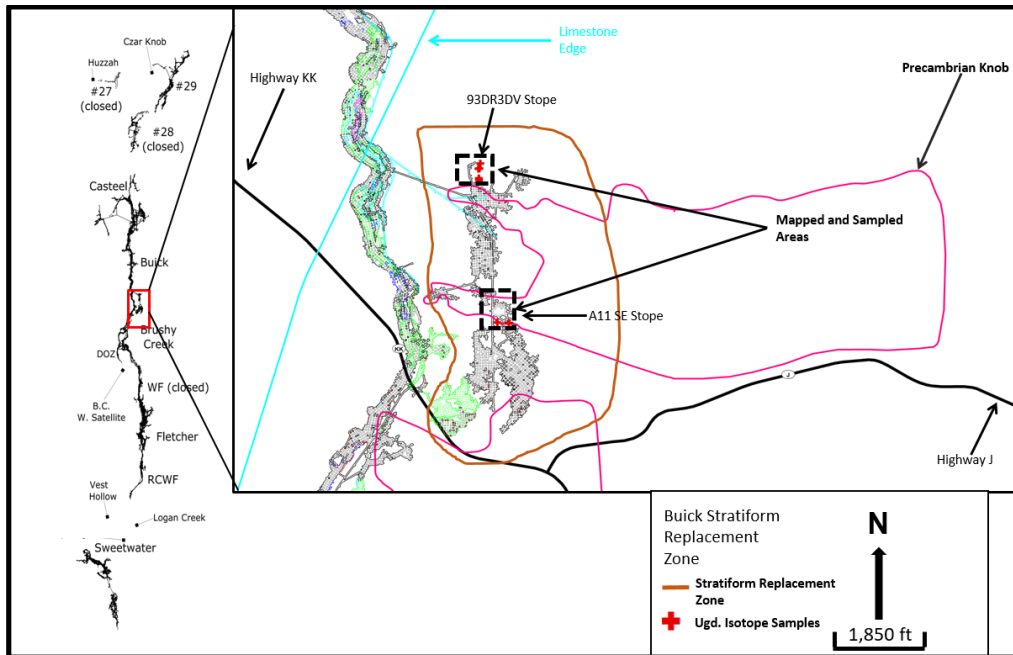 Czar Knob
Huzzah
#27
(closed)
#29
#28
(closed)
Casteel
Buick
Brushy
Creek
DOZ
WF (closed)
B.C.
W. Satellite
Fletcher
RCWF
Vest
Hollow
Logan Creek
Sweetwater
Limestone
Edge
Highway KK
93DR3DV Stope
Precambrian Knob
Mapped and Sampled
Areas
A11 SE Stope
KK
J
Highway J
Buick Stratiform
Replacement
Zone
Stratiform Replacement
Zone
Ugd. Isotope Samples
N
1,850 ft